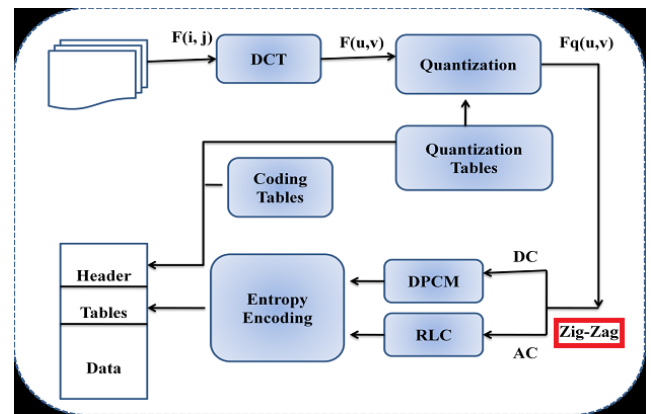 F(i, j)
F(u,v)
Fq(u,v)
DCT
Quantization
Quantization
Tables
Coding
Tables
Header
Tables
Data
Entropy
Encoding
DPCM
RLC
DC
AC
Zig-Zag